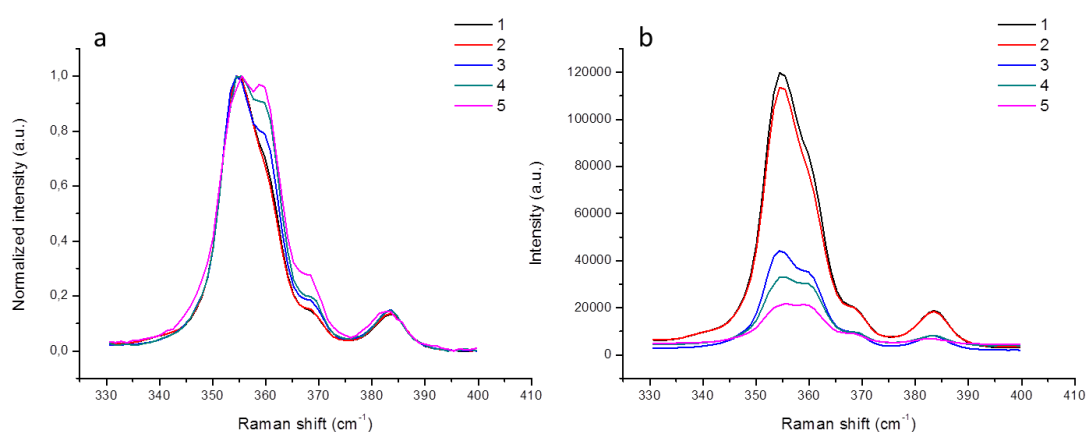 a
1
2
3
4
5
1,0
0,8
0,6
0,4
0,2
0,0
Normalized intensity (a.u.)
330 340 350 360 370 380 390 400 410
Raman shift (cm⁻¹)
b
1
2
3
4
5
120000
100000
80000
60000
40000
20000
0
Intensity (a.u.)
330 340 350 360 370 380 390 400 410
Raman shift (cm⁻¹)